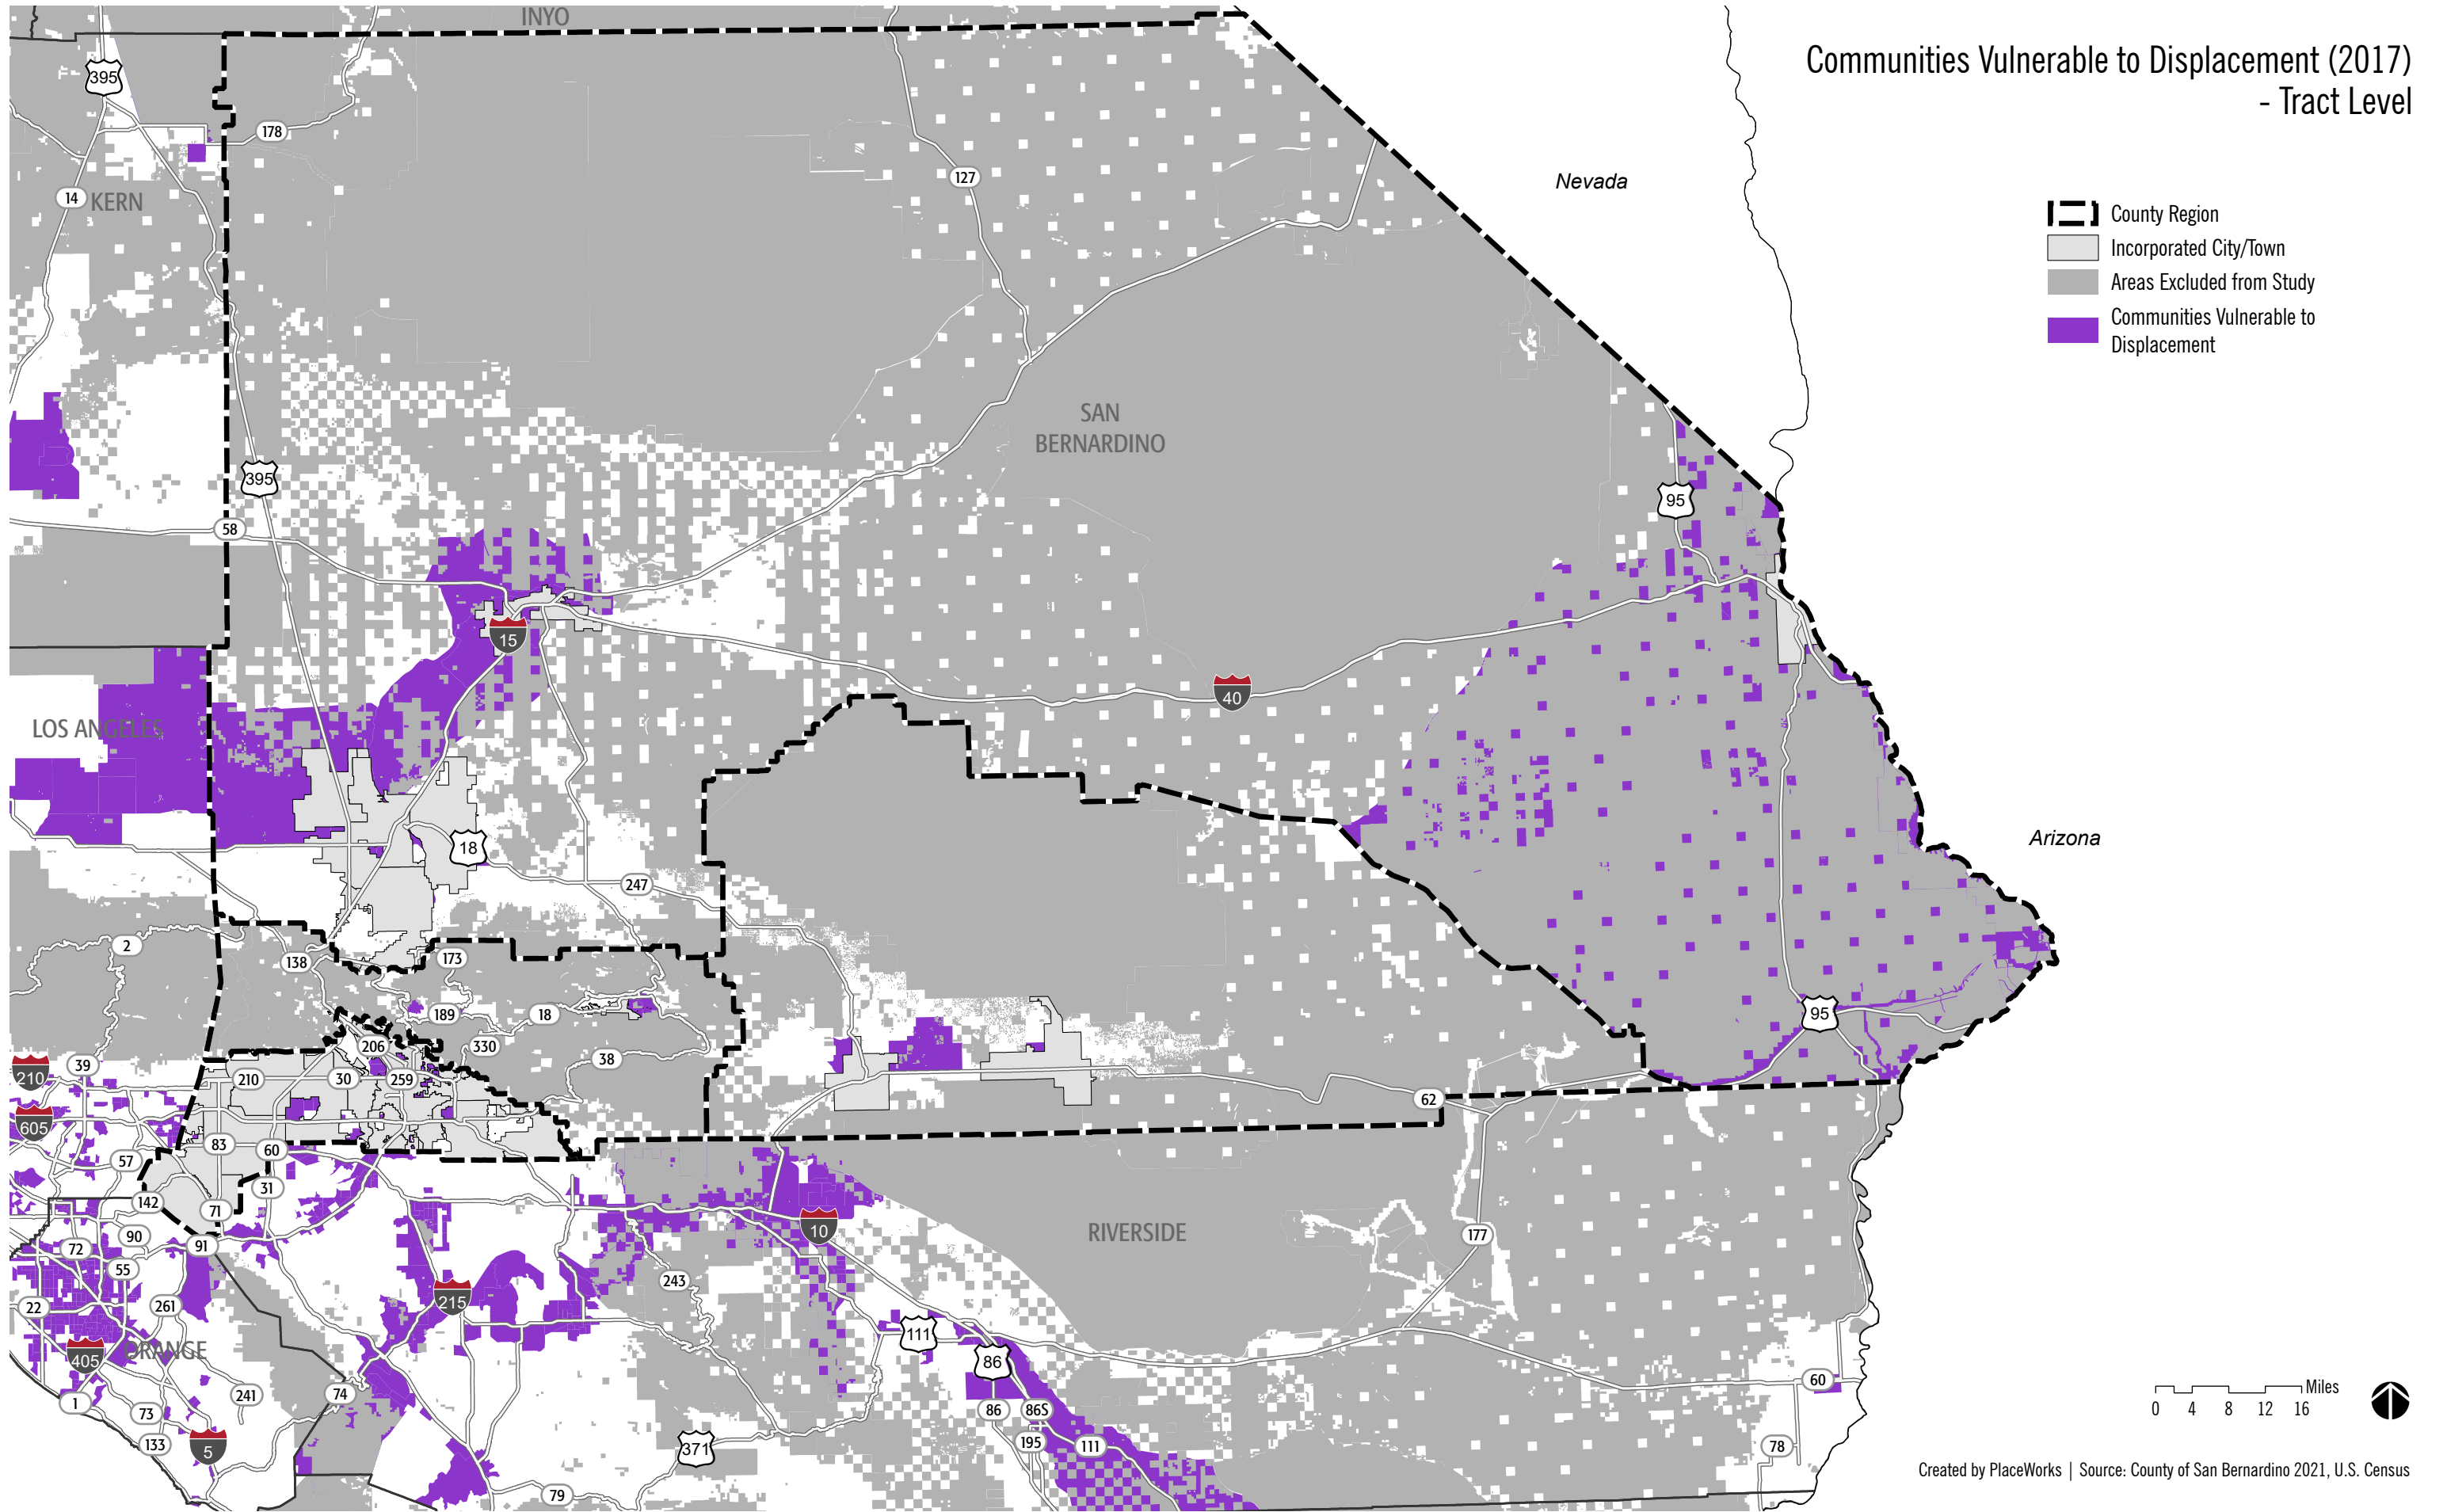 Communities Vulnerable to Displacement (2017)
- Tract Level
County Region
Incorporated City/Town
Areas Excluded from Study
Communities Vulnerable to
Displacement
INYO
395
178
14
KERN
127
Nevada
SAN
BERNARDINO
395
95
58
15
40
LOS ANGELES
Arizona
18
247
2
138
173
189
18
95
206
330
38
39
210
210
30
259
62
605
83
60
57
142
31
71
90
10
RIVERSIDE
177
72
91
55
243
22
261
215
111
405
ORANGE
86
60
241
74
1
73
86
86S
133
5
371
195
111
78
79
Miles
0 4 8 12 16
Created by PlaceWorks | Source: County of San Bernardino 2021, U.S. Census